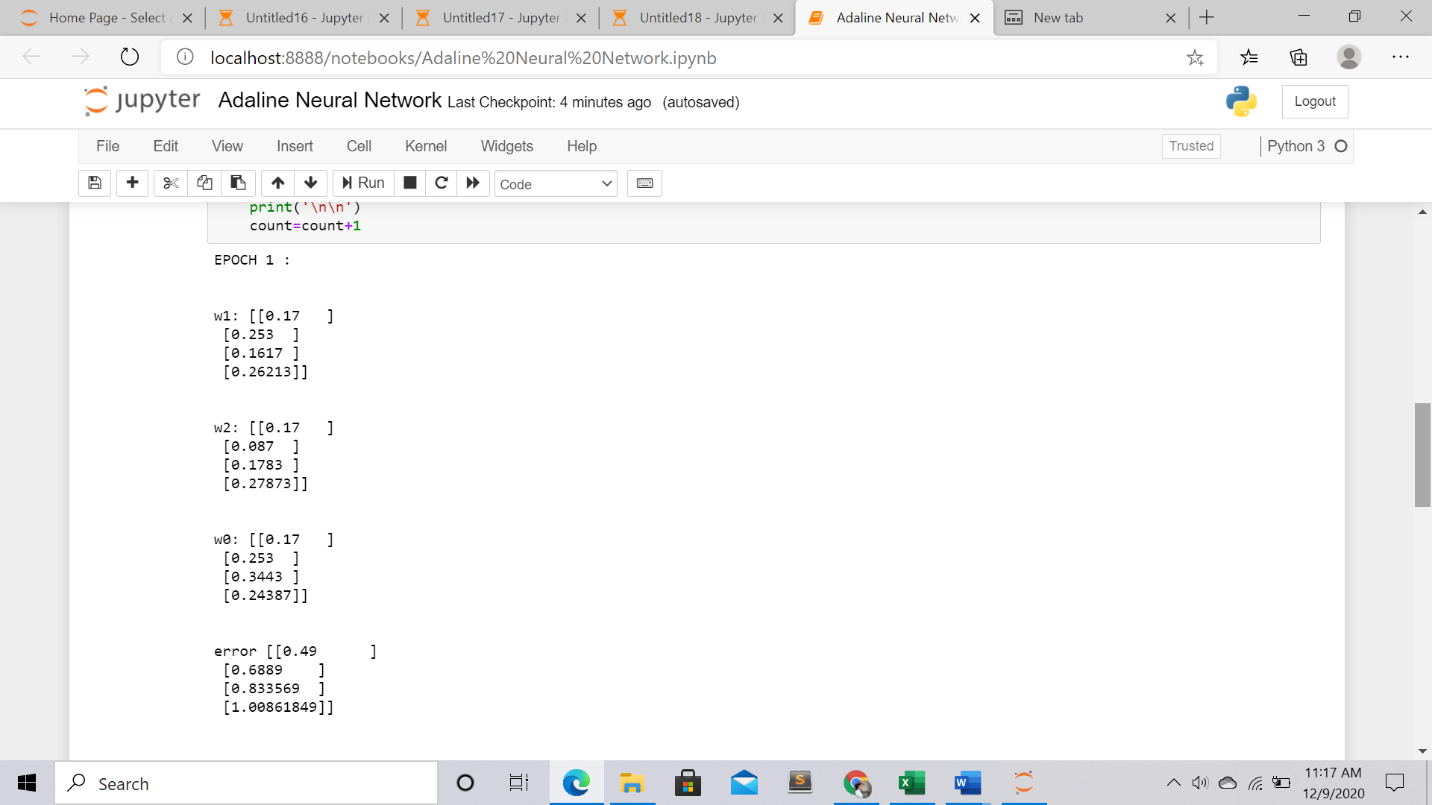 Home Page - Select
Untitled16 - Jupyter
Untitled17 - Jupyter
Untitled18 - Jupyter
Adaline Neural Netw
New tab
localhost:8888/notebooks/Adaline%20Neural%20Network.ipynb
jupyter Adaline Neural Network Last Checkpoint: 4 minutes ago (autosaved)
Logout
File Edit View Insert Cell Kernel Widgets Help
Trusted
Python 3
Run
Code
print('\n\n')
count=count+1
EPOCH 1 :
w1: [[0.17   ]
[0.253  ]
[0.1617 ]
[0.26213]]
w2: [[0.17   ]
[0.087  ]
[0.1783 ]
[0.27873]]
w0: [[0.17   ]
[0.253  ]
[0.3443 ]
[0.24387]]
error [[0.49      ]
[0.6889    ]
[0.833569  ]
[1.00861849]]
Search
11:17 AM
12/9/2020